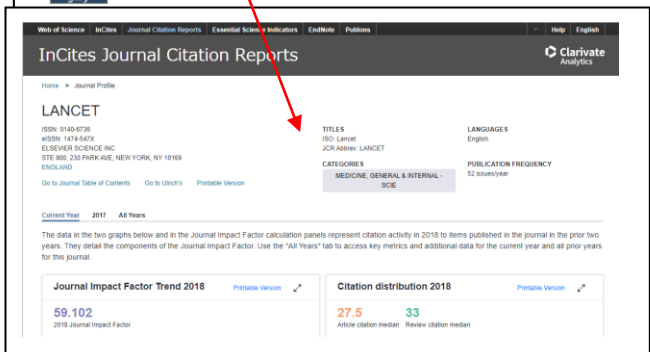 Web of Science InCites Journal Citation Reports Essential Science Indicators EndNote Publons Help English
InCites Journal Citation Reports
Clarivate
Analytics
Home > Journal Profile
LANCET
ISSN: 0140-6736
eISSN: 1474-547X
ELSEVIER SCIENCE INC
STE 800, 230 PARK AVE, NEW YORK, NY 10169
ENGLAND
Go to Journal Table of Contents Go to Ulrich's Printable Version
TITLES
ISO: Lancet
JCR Abbrev: LANCET
CATEGORIES
MEDICINE, GENERAL & INTERNAL -
SCIE
LANGUAGES
English
PUBLICATION FREQUENCY
52 issues/year
Current Year 2017 All Years
The data in the two graphs below and in the Journal Impact Factor calculation panels represent citation activity in 2018 to items published in the journal in the prior two
years. They detail the components of the Journal Impact Factor. Use the "All Years" tab to access key metrics and additional data for the current year and all prior years
for this journal.
Journal Impact Factor Trend 2018 Printable Version
59.102
2018 Journal Impact Factor
Citation distribution 2018 Printable Version
27.5 33
Article citation median Review citation median